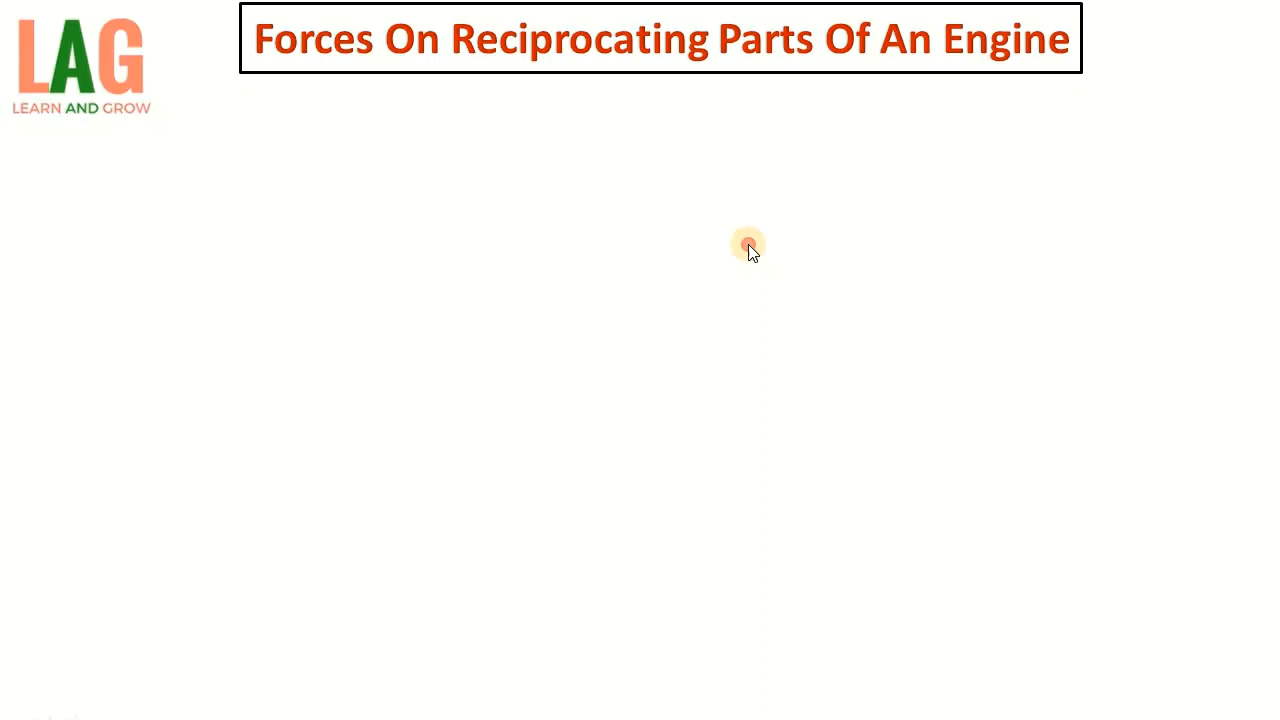 Forces On Reciprocating Parts Of An Engine
LAG
LEARN AND GROW